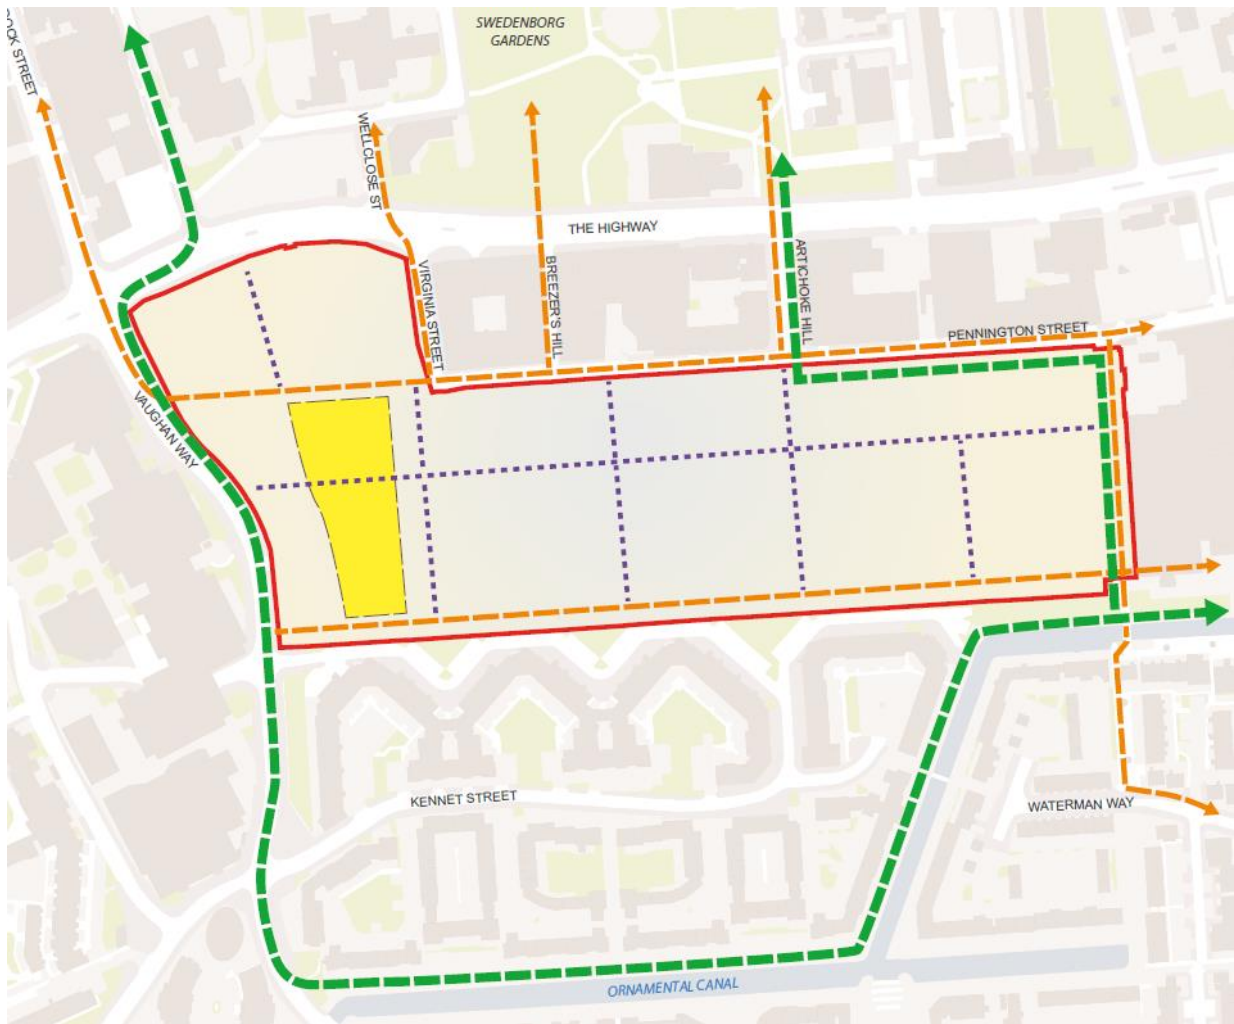 SWEDENBORG
GARDENS
DOCK STREET
WELLCLOSE ST
THE HIGHWAY
VIRGINIA STREET
BREEZER'S HILL
ARTICHOKE HILL
PENNINGTON STREET
VAUGHAN WAY
KENNET STREET
WATERMAN WAY
ORNAMENTAL CANAL